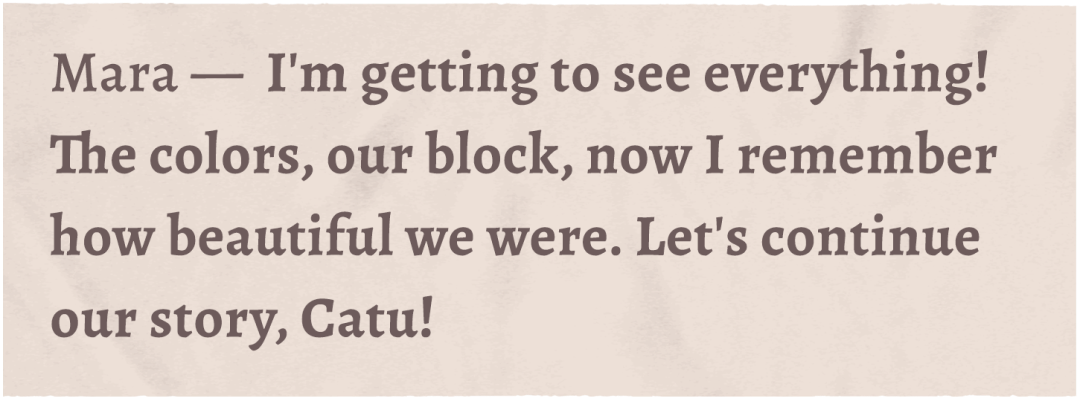 Mara — I'm getting to see everything!
The colors, our block, now I remember
how beautiful we were. Let's continue
our story, Catu!